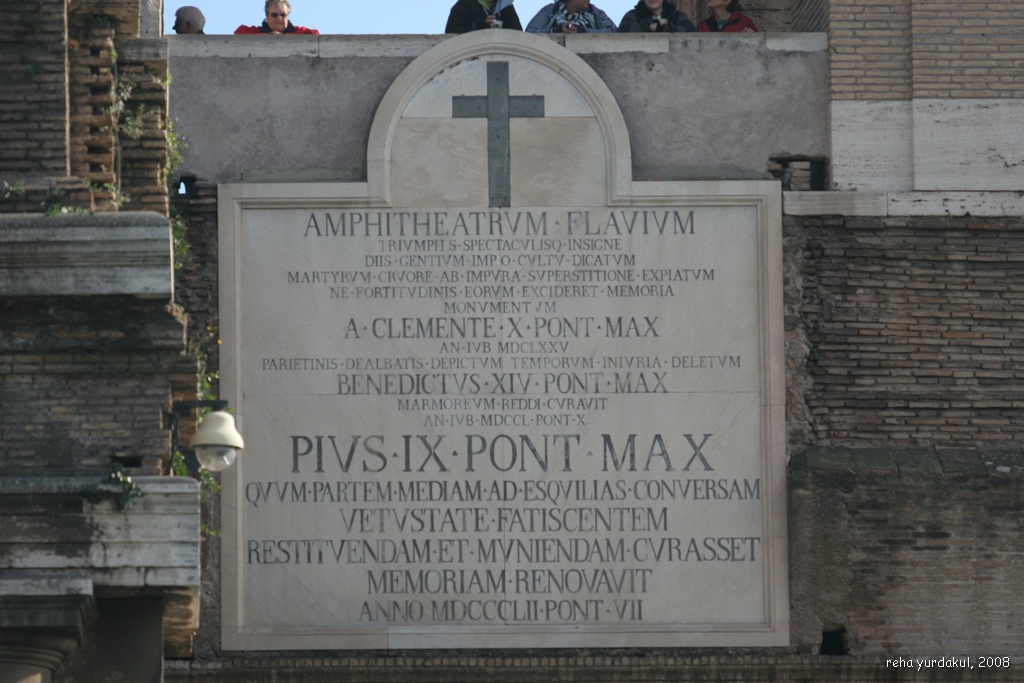 AMPHITHEATRVM · FLAVIVM
TRIVMPHIS · SPECTACVLISQ · INSIGNE
DIIS · GENTIVM · IMPIO · CVLTV · DICATVM
MARTYRVM · CRVORE · AB · IMPVRA · SVPERSTITIONE · EXPIATVM
NE · FORTITVDINIS · EORVM · EXCIDERET · MEMORIA
MONVMENTVM
A · CLEMENTE · X · PONT · MAX
AN · IVB MDCLXXV
PARIETINIS · DEALBATIS · DEPICTVM TEMPORVM · INIVRIA · DELETVM
BENEDICTVS · XIV · PONT · MAX
MARMOREVM · REDDI · CVRAVIT
AN · IVB · MDCCL · PONT · X
PIVS · IX · PONT · MAX
QVVM · PARTEM · MEDIAM · AD · ESQVILIAS · CONVERSAM
VETVSTATE · FATISCENTEM
RESTITVENDAM · ET · MVNIENDAM · CVRASSET
MEMORIAM · RENOVAVIT
ANNO MDCCCLII · PONT · VII
reha yurdakul, 2008